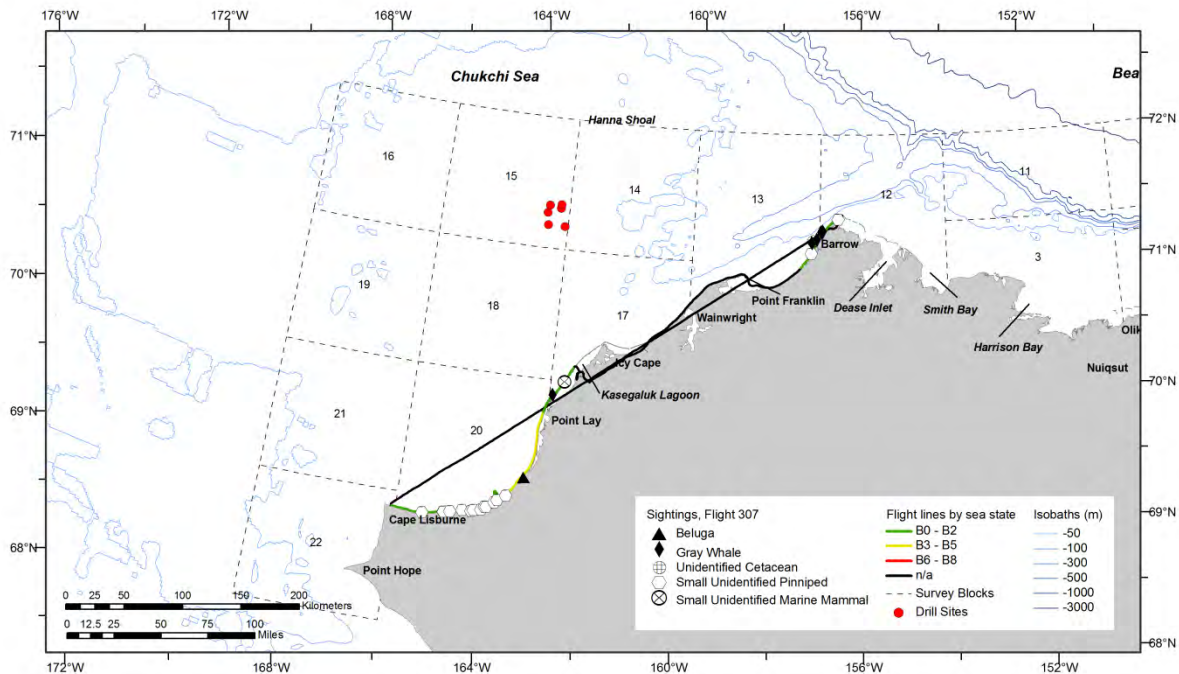 176°W
168°W
164°W
160°W
156°W
152°W
Chukchi Sea
Bea
72°N
71°N
Hanna Shoal
16
15
14
13
12
11
Barrow
71°N
3
70°N
19
18
17
Point Franklin
Dease Inlet
Smith Bay
Wainwright
Harrison Bay
Olik
Icy Cape
Nuiqsut
Kasegaluk Lagoon
70°N
69°N
21
20
Point Lay
Cape Lisburne
69°N
22
68°N
Point Hope
Sightings, Flight 307
Beluga
Gray Whale
Unidentified Cetacean
Small Unidentified Pinniped
Small Unidentified Marine Mammal
Flight lines by sea state
B0 - B2
B3 - B5
B6 - B8
n/a
Survey Blocks
Drill Sites
Isobaths (m)
-50
-100
-300
-500
-1000
-3000
0 25 50 100 150 200
Kilometers
0 12.5 25 50 75 100
Miles
68°N
172°W
168°W
164°W
160°W
156°W
152°W